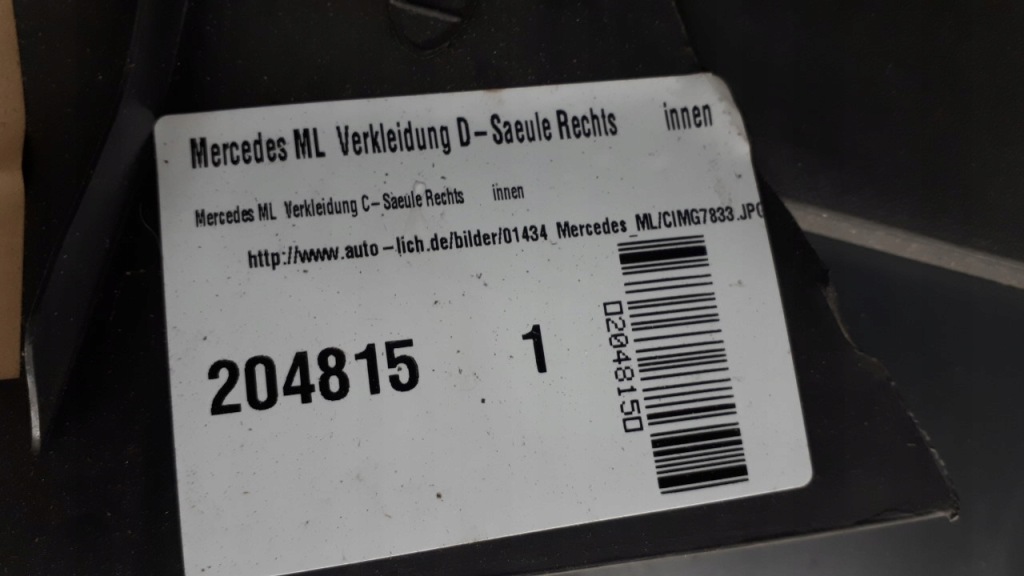 Mercedes ML Verkleidung D-Saeule Rechts innen
Mercedes ML Verkleidung C-Saeule Rechts innen
http://www.auto-lich.de/bilder/01434_Mercedes_ML/CIMG7833.JPG
204815 1
D204815D